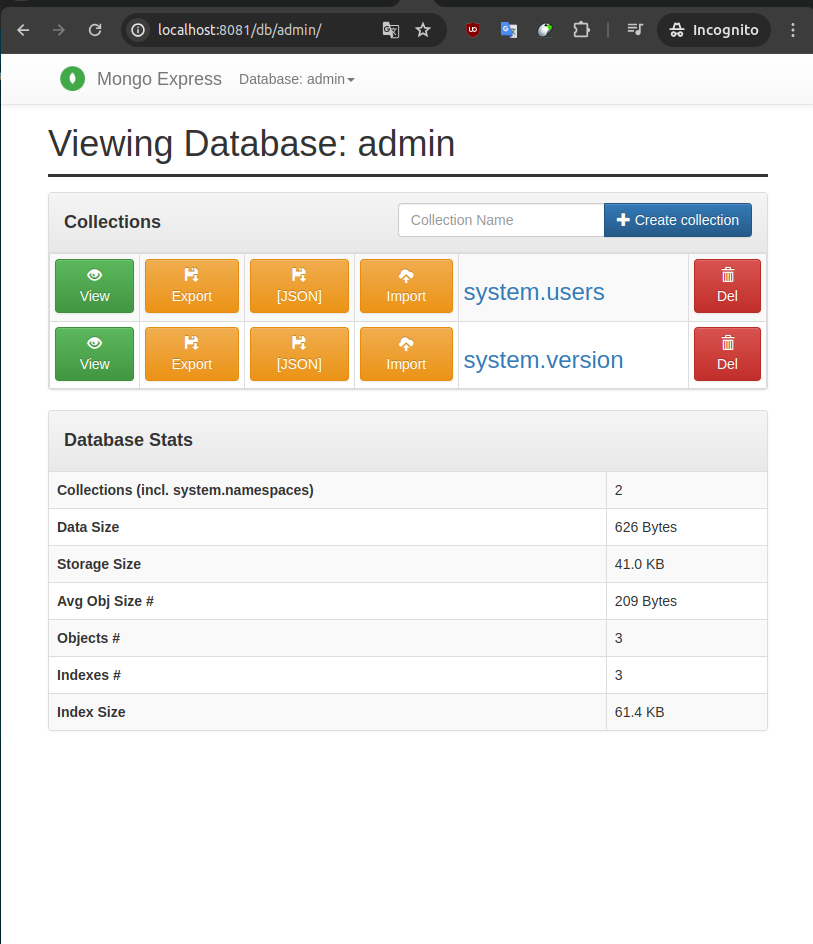 localhost:8081/db/admin/
Incognito
Mongo Express Database: admin
Viewing Database: admin
Collections
Collection Name
Create collection
View Export [JSON] Import system.users Del
View Export [JSON] Import system.version Del
Database Stats
Collections (incl. system.namespaces) 2
Data Size 626 Bytes
Storage Size 41.0 KB
Avg Obj Size # 209 Bytes
Objects # 3
Indexes # 3
Index Size 61.4 KB